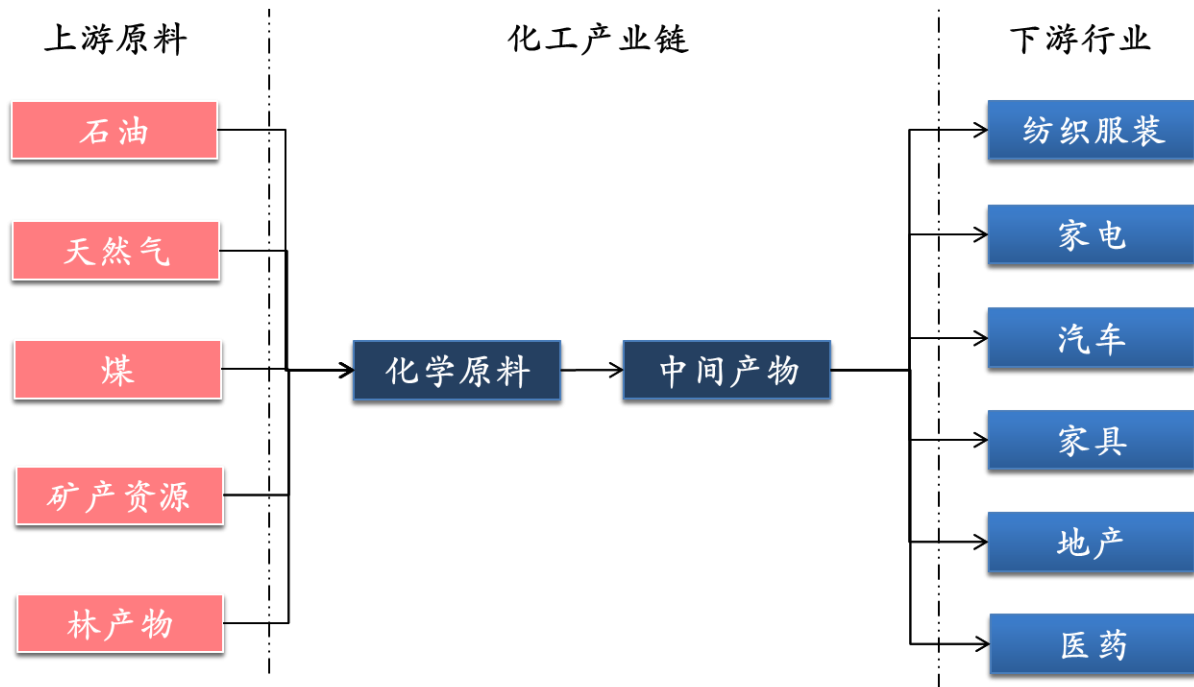 上游原料
化工产业链
下游行业
石油
天然气
煤
矿产资源
林产物
化学原料
中间产物
纺织服装
家电
汽车
家具
地产
医药